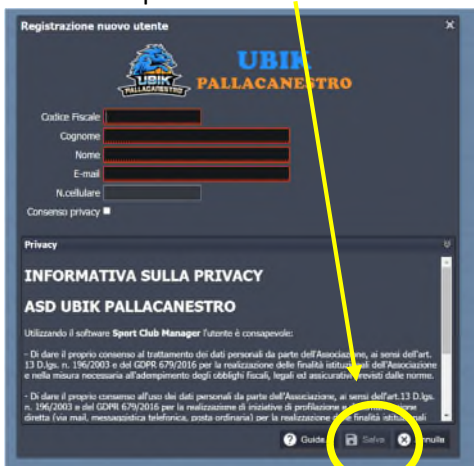 Registrazione nuovo utente
UBIK
PALLACANESTRO
UBIK
PALLACANESTRO
Codice Fiscale
Cognome
Nome
E-mail
N.cellulare
Consenso privacy
Privacy
INFORMATIVA SULLA PRIVACY
ASD UBIK PALLACANESTRO
Utilizzando il software Sport Club Manager l'utente è consapevole:
- Di dare il proprio consenso al trattamento dei dati personali da parte dell'Associazione, ai sensi dell'art.
13 D.lgs. n. 196/2003 e del GDPR 679/2016 per la realizzazione delle finalità istituzionali dell'Associazione
e nella misura necessaria all'adempimento degli obblighi fiscali, legali ed assicurativi previsti dalle norme.
- Di dare il proprio consenso all'uso dei dati personali da parte dell'Associazione, ai sensi dell'art.13 D.lgs.
n. 196/2003 e del GDPR 679/2016 per la realizzazione di iniziative di profilazione e
diretta (via mail, messaggistica telefonica, posta ordinaria) per la realizzazione delle finalità istituzionali
Guida
Salva
Annulla